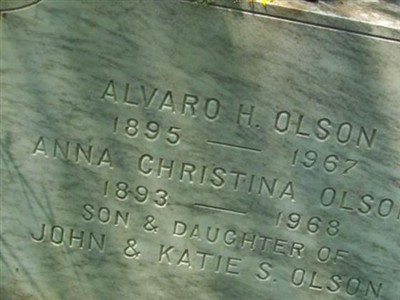 ALVARO H. OLSON
1895 — 1967
ANNA CHRISTINA OLSON
1893 — 1968
SON & DAUGHTER OF
JOHN & KATIE S. OLSON